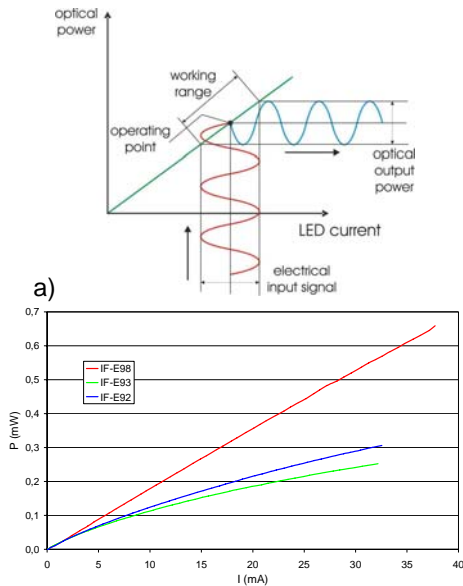 optical
power
working
range
operating
point
optical
output
power
LED current
electrical
input signal
a)
0,7
0,6
0,5
0,4
0,3
0,2
0,1
0,0
P (mW)
IF-E98
IF-E93
IF-E92
0 5 10 15 20 25 30 35 40
I (mA)